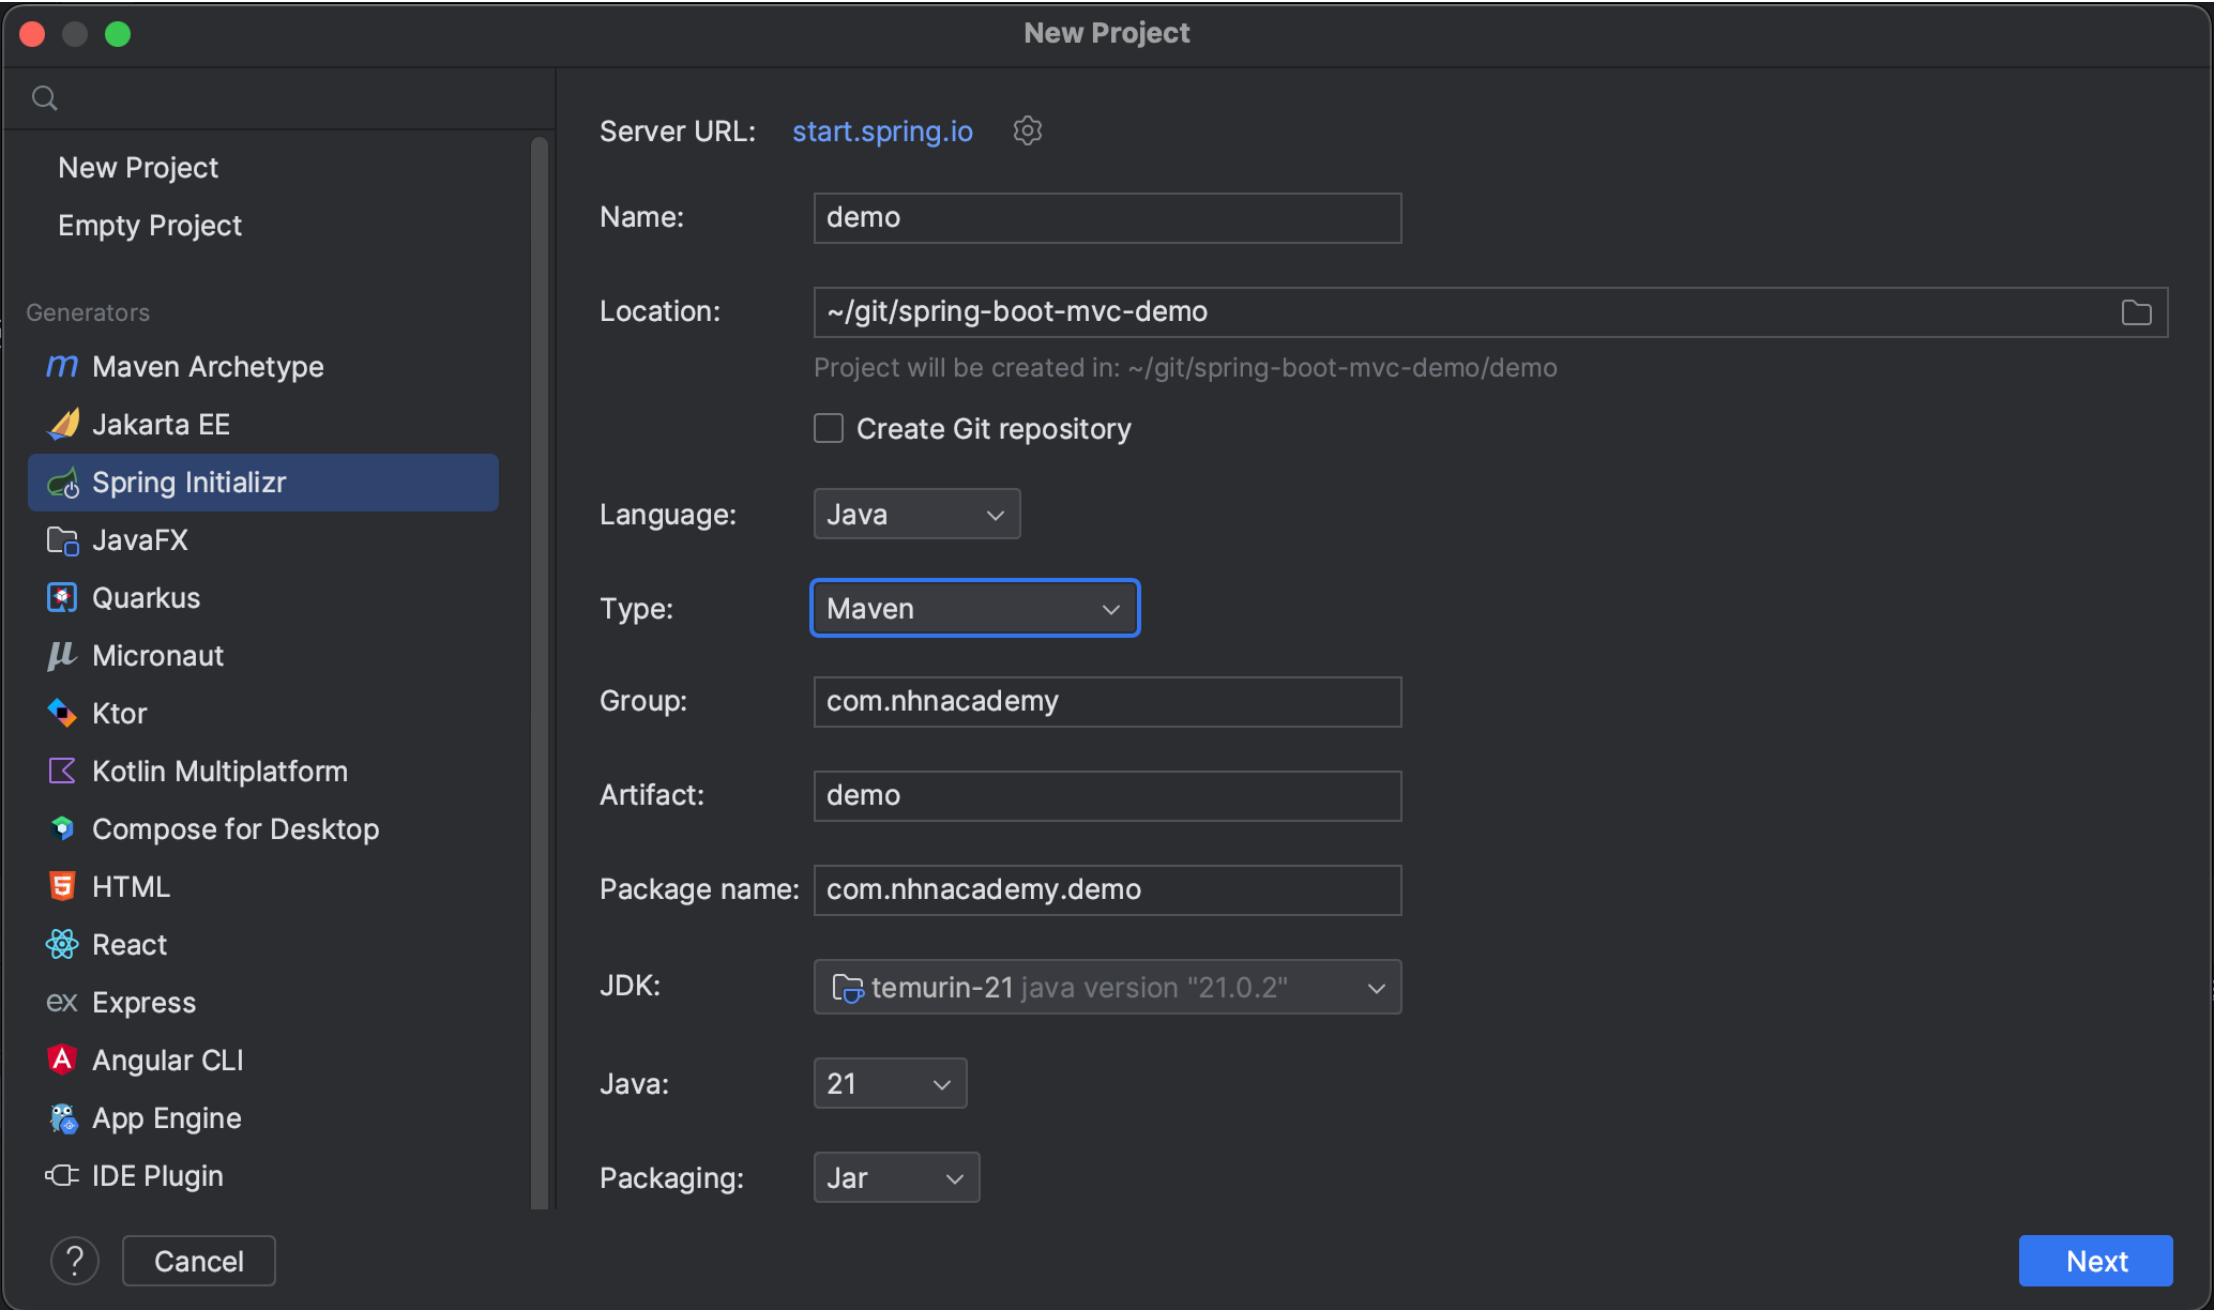 New Project
New Project
Empty Project
Generators
Maven Archetype
Jakarta EE
Spring Initializr
JavaFX
Quarkus
Micronaut
Ktor
Kotlin Multiplatform
Compose for Desktop
HTML
React
ex Express
Angular CLI
App Engine
IDE Plugin
Server URL: start.spring.io
Name: demo
Location: ~/git/spring-boot-mvc-demo
Project will be created in: ~/git/spring-boot-mvc-demo/demo
Create Git repository
Language: Java
Type: Maven
Group: com.nhnacademy
Artifact: demo
Package name: com.nhnacademy.demo
JDK: temurin-21 java version "21.0.2"
Java: 21
Packaging: Jar
? Cancel
Next